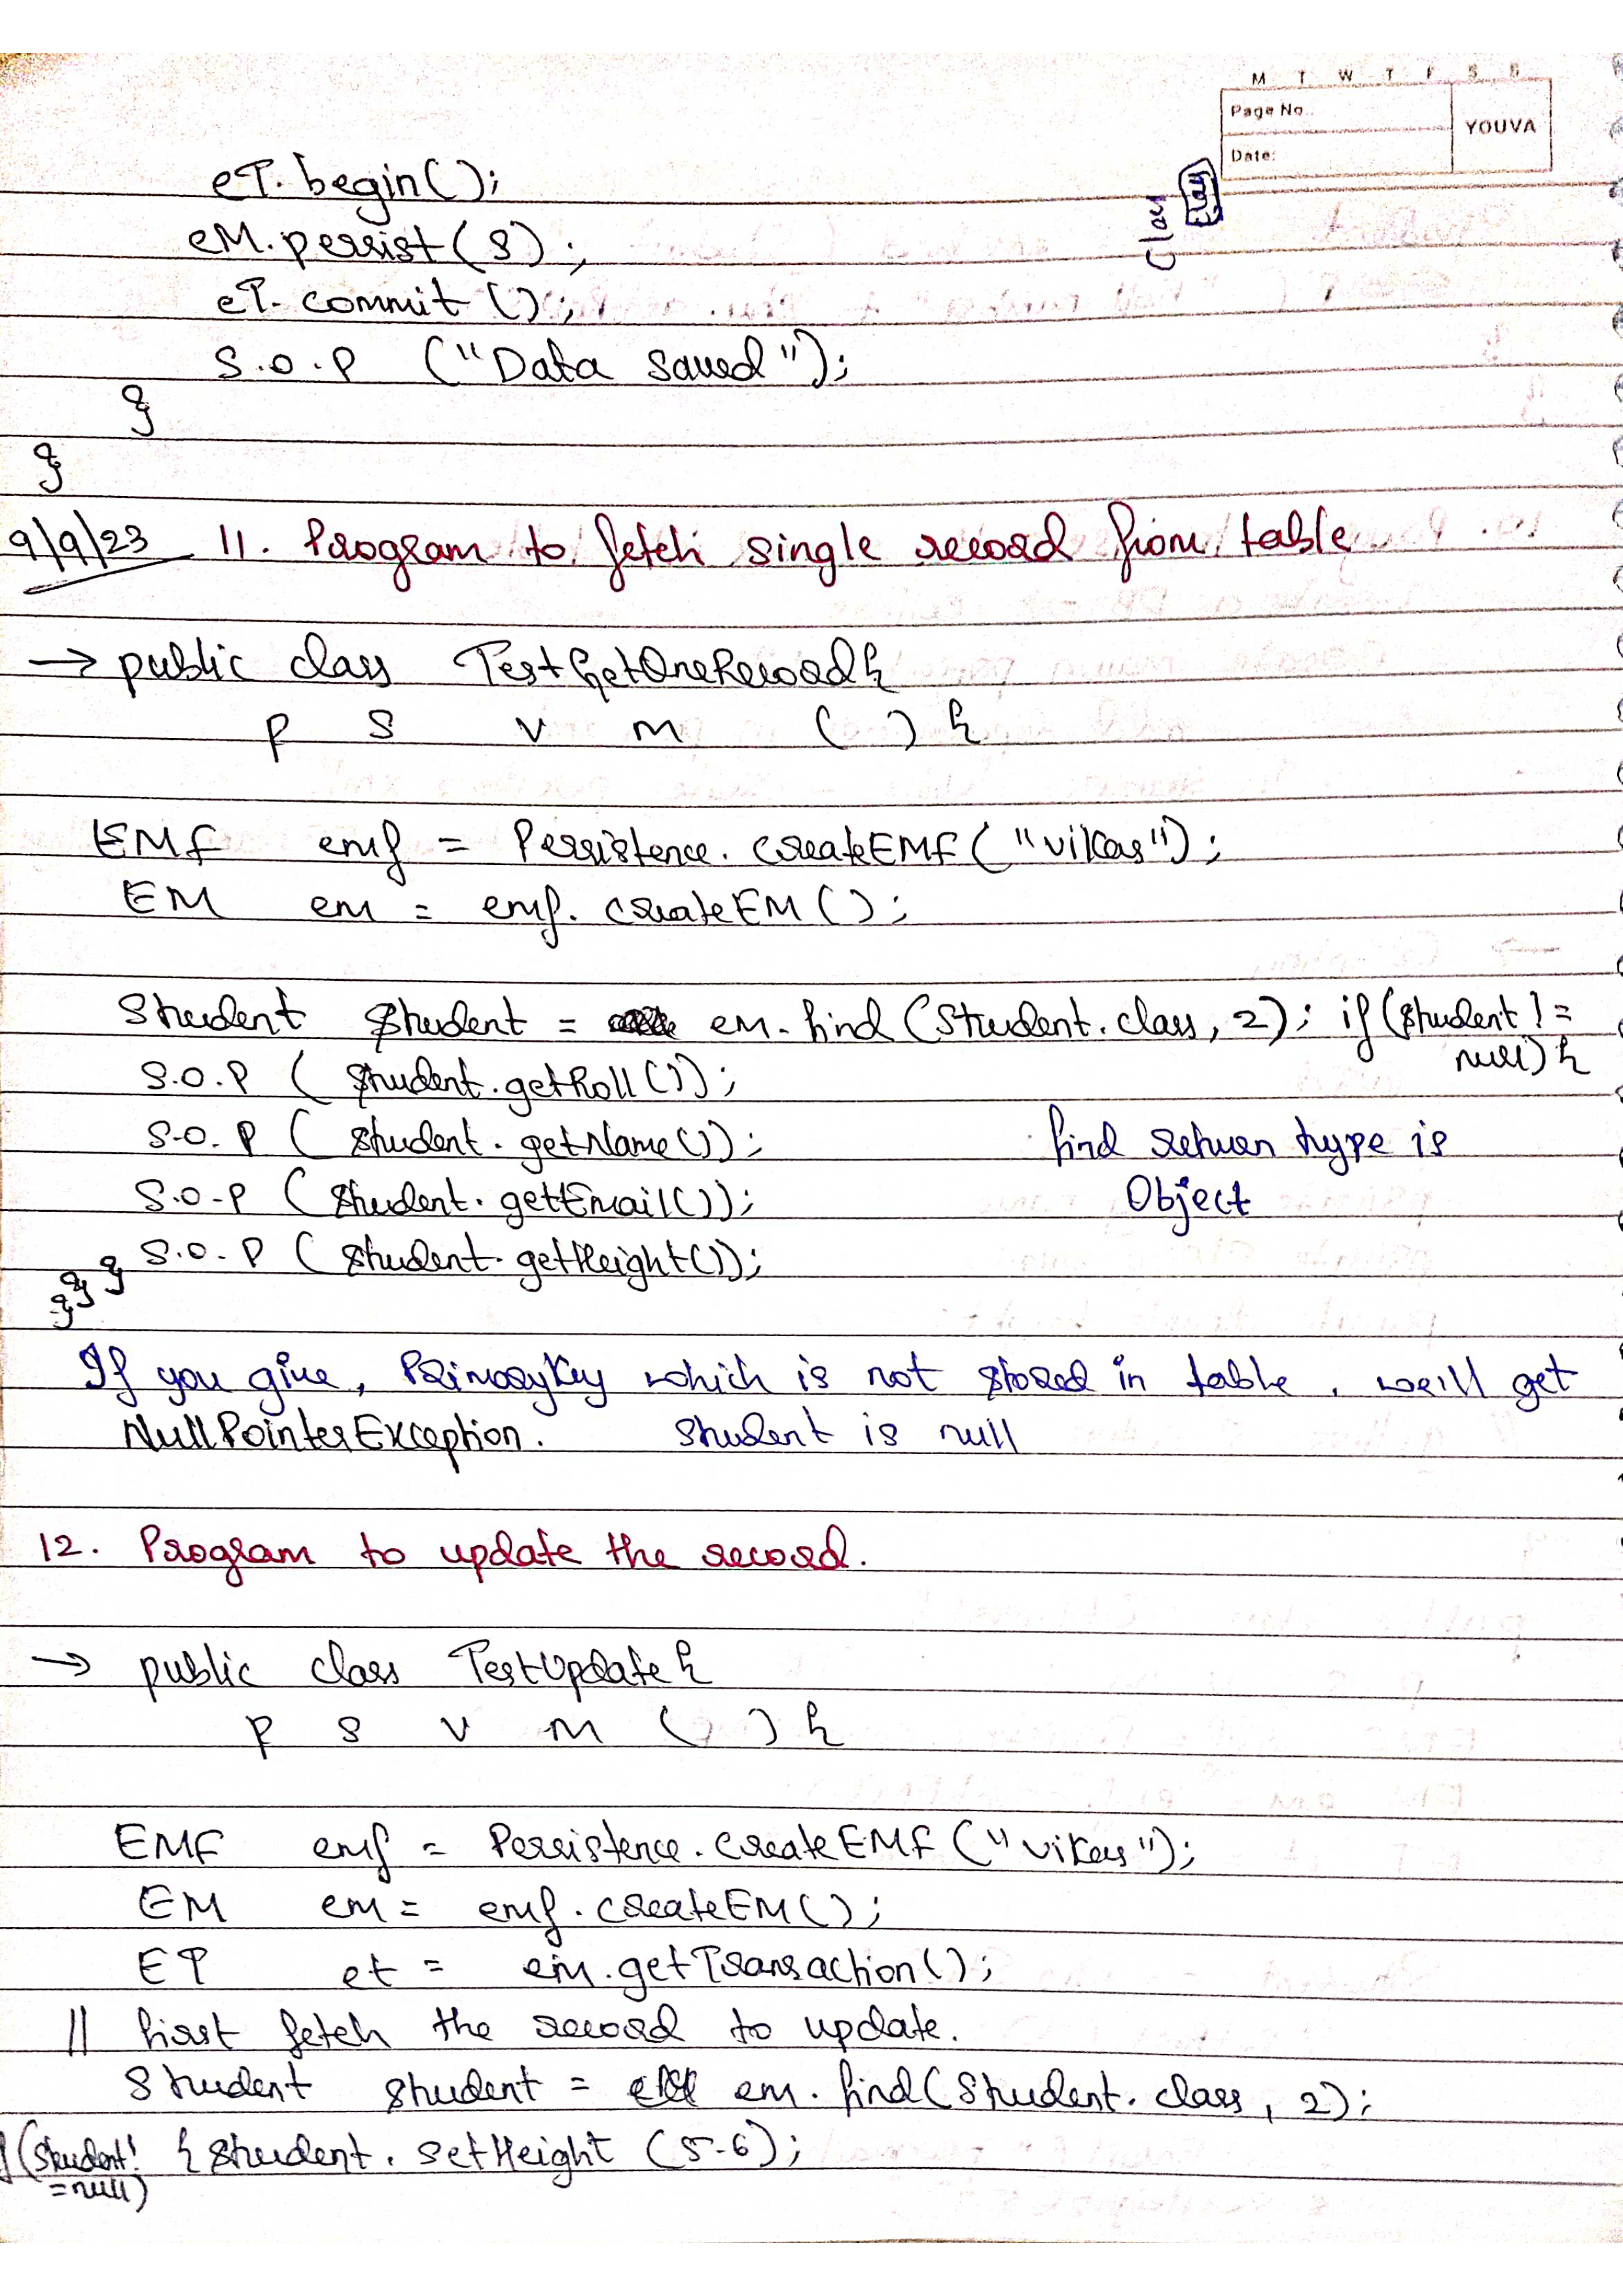 M T W T F S S
Page No.
YOUVA
Date:
class
eT.begin();
eM.persist(s);
eT.commit();
S.O.P ("Data saved");
}
}
9/9/23 11. Program to fetch single record from table
→ public class TestGetOneRecord{
p s v m ( ) {
EMF emf = Persistence.createEMF("vikas");
EM em = emf.createEM();
Student student = em.find(Student.class, 2); if(student !=
null) {
S.O.P ( student.getRoll());
S.O.P ( student.getName());
find return type is
S.O.P ( student.getEmail());
Object
S.O.P ( student.getHeight());
} } }
If you give, PrimaryKey which is not stored in table, we'll get
NullPointerException. student is null
12. Program to update the record.
→ public class TestUpdate{
p s v m ( ) {
EMF emf = Persistence.createEMF("vikas");
EM em = emf.createEM();
ET et = em.getTransaction();
// first fetch the record to update.
Student student = em.find(Student.class, 2);
(student! { student.setHeight (5.6);
=null)